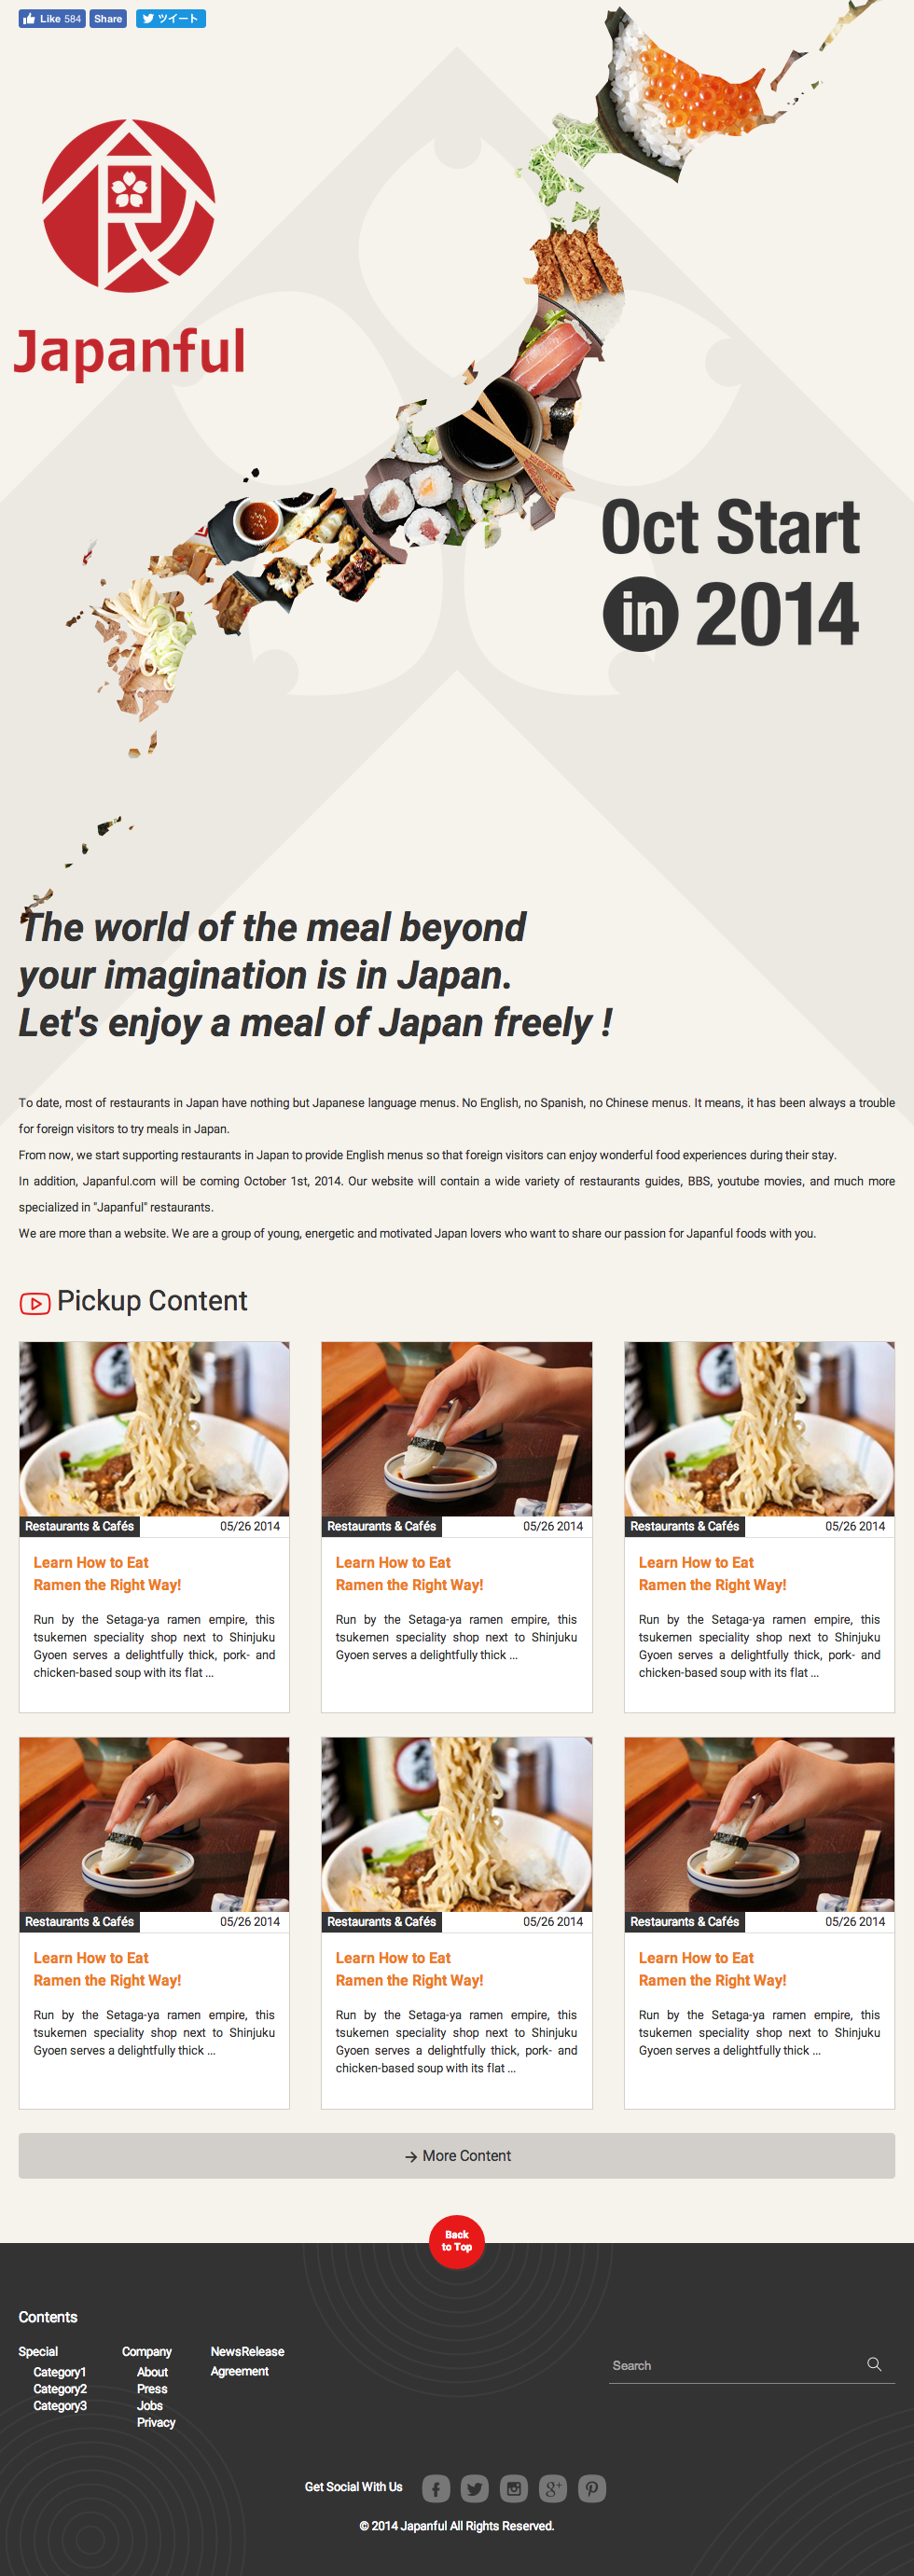 Like 584 Share ツイート
食
Japanful
Oct Start
in 2014
The world of the meal beyond
your imagination is in Japan.
Let's enjoy a meal of Japan freely !
To date, most of restaurants in Japan have nothing but Japanese language menus. No English, no Spanish, no Chinese menus. It means, it has been always a trouble
for foreign visitors to try meals in Japan.
From now, we start supporting restaurants in Japan to provide English menus so that foreign visitors can enjoy wonderful food experiences during their stay.
In addition, Japanful.com will be coming October 1st, 2014. Our website will contain a wide variety of restaurants guides, BBS, youtube movies, and much more
specialized in "Japanful" restaurants.
We are more than a website. We are a group of young, energetic and motivated Japan lovers who want to share our passion for Japanful foods with you.
Pickup Content
Restaurants & Cafés 05/26 2014
Learn How to Eat
Ramen the Right Way!
Run by the Setaga-ya ramen empire, this
tsukemen speciality shop next to Shinjuku
Gyoen serves a delightfully thick, pork- and
chicken-based soup with its flat ...
Restaurants & Cafés 05/26 2014
Learn How to Eat
Ramen the Right Way!
Run by the Setaga-ya ramen empire, this
tsukemen speciality shop next to Shinjuku
Gyoen serves a delightfully thick ...
Restaurants & Cafés 05/26 2014
Learn How to Eat
Ramen the Right Way!
Run by the Setaga-ya ramen empire, this
tsukemen speciality shop next to Shinjuku
Gyoen serves a delightfully thick, pork- and
chicken-based soup with its flat ...
Restaurants & Cafés 05/26 2014
Learn How to Eat
Ramen the Right Way!
Run by the Setaga-ya ramen empire, this
tsukemen speciality shop next to Shinjuku
Gyoen serves a delightfully thick ...
Restaurants & Cafés 05/26 2014
Learn How to Eat
Ramen the Right Way!
Run by the Setaga-ya ramen empire, this
tsukemen speciality shop next to Shinjuku
Gyoen serves a delightfully thick, pork- and
chicken-based soup with its flat ...
Restaurants & Cafés 05/26 2014
Learn How to Eat
Ramen the Right Way!
Run by the Setaga-ya ramen empire, this
tsukemen speciality shop next to Shinjuku
Gyoen serves a delightfully thick ...
More Content
Back
to Top
Contents
Special
Category1
Category2
Category3
Company
About
Press
Jobs
Privacy
NewsRelease
Agreement
Search
Get Social With Us
© 2014 Japanful All Rights Reserved.